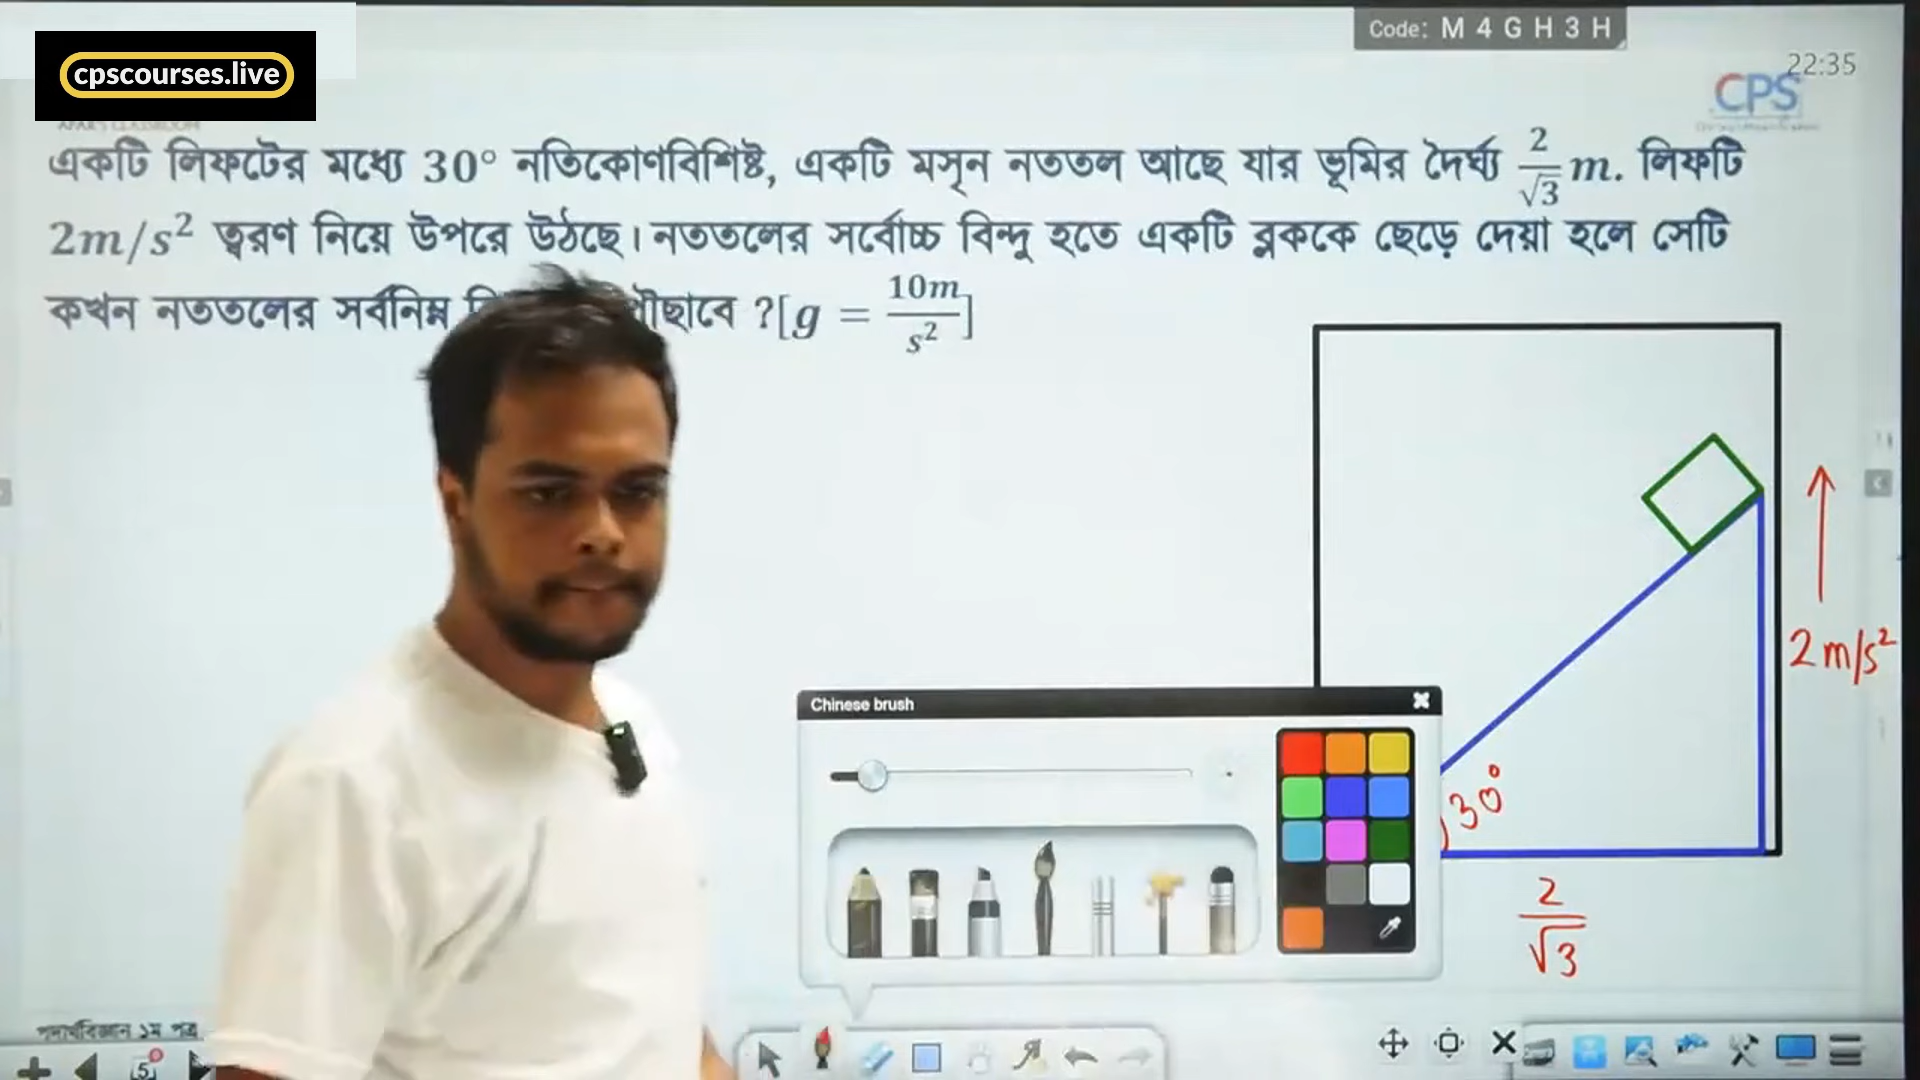 cpscourses.live
Code: M 4 G H 3 H
22:35
CPS
একটি লিফটের মধ্যে 30° নতিকোণবিশিষ্ট, একটি মসৃন নততল আছে যার ভূমির দৈর্ঘ্য 2/√3 m. লিফটি
2m/s² ত্বরণ নিয়ে উপরে উঠছে। নততলের সর্বোচ্চ বিন্দু হতে একটি ব্লককে ছেড়ে দেয়া হলে সেটি
কখন নততলের সর্বনিম্ন ?[g = 10m/s²]
2m/s²
Chinese brush
30°
2/√3
পদার্থবিজ্ঞান ১ম পত্র
5